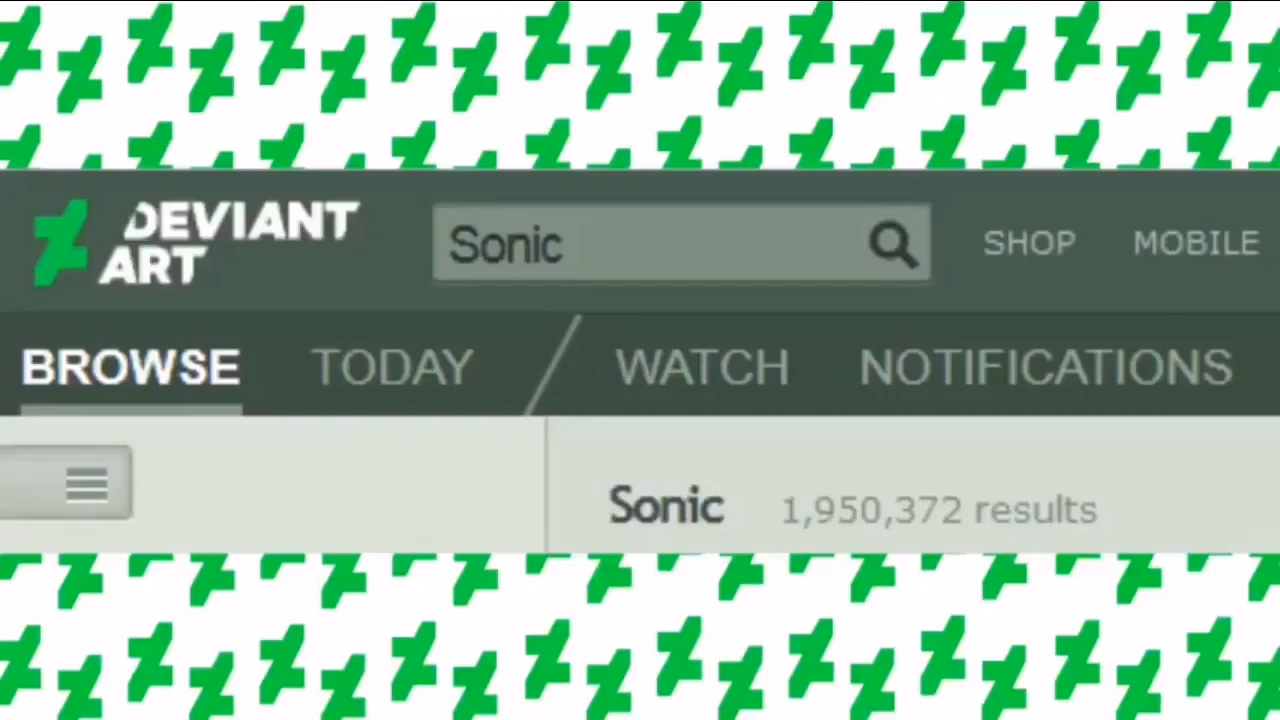 DEVIANT
ART
Sonic
SHOP MOBILE
BROWSE TODAY WATCH NOTIFICATIONS
Sonic 1,950,372 results